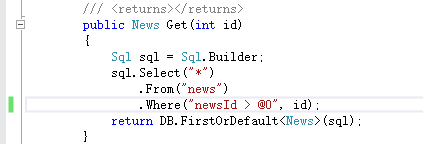 /// <returns></returns>
public News Get(int id)
{
Sql sql = Sql.Builder;
sql.Select("*")
.From("news")
.Where("newsId > @0", id);
return DB.FirstOrDefault<News>(sql);
}